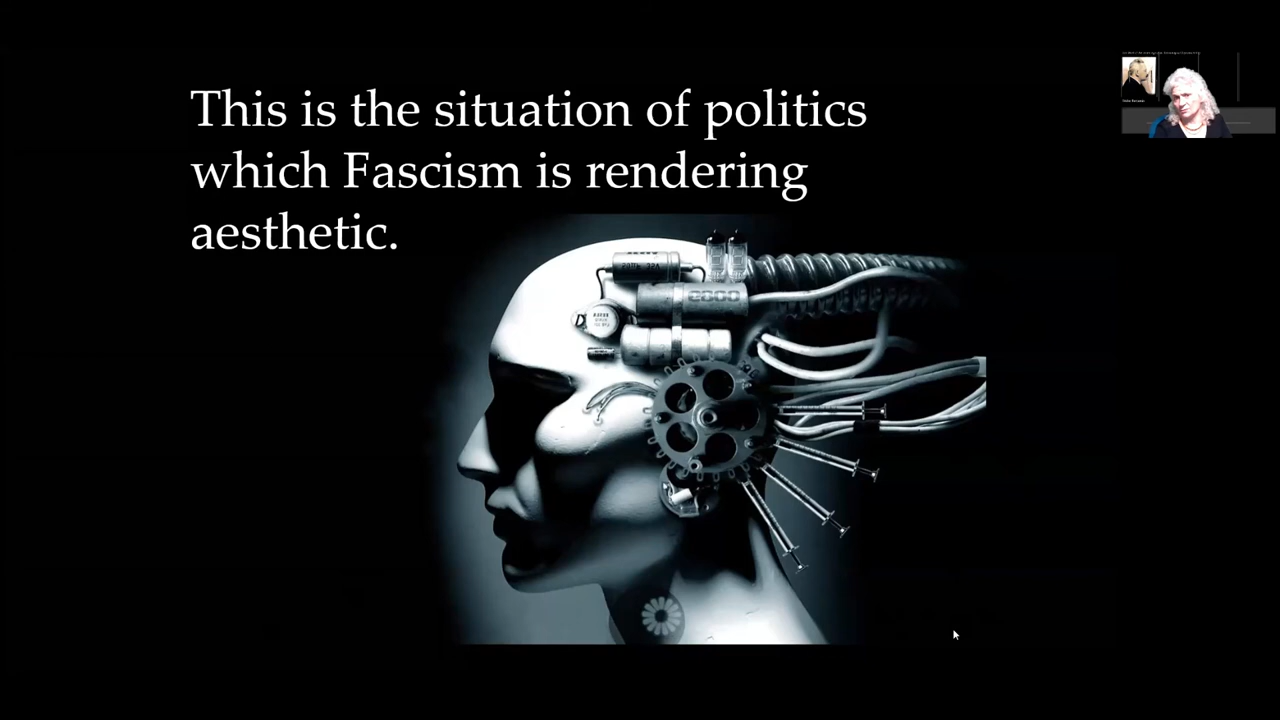 This is the situation of politics
which Fascism is rendering
aesthetic.